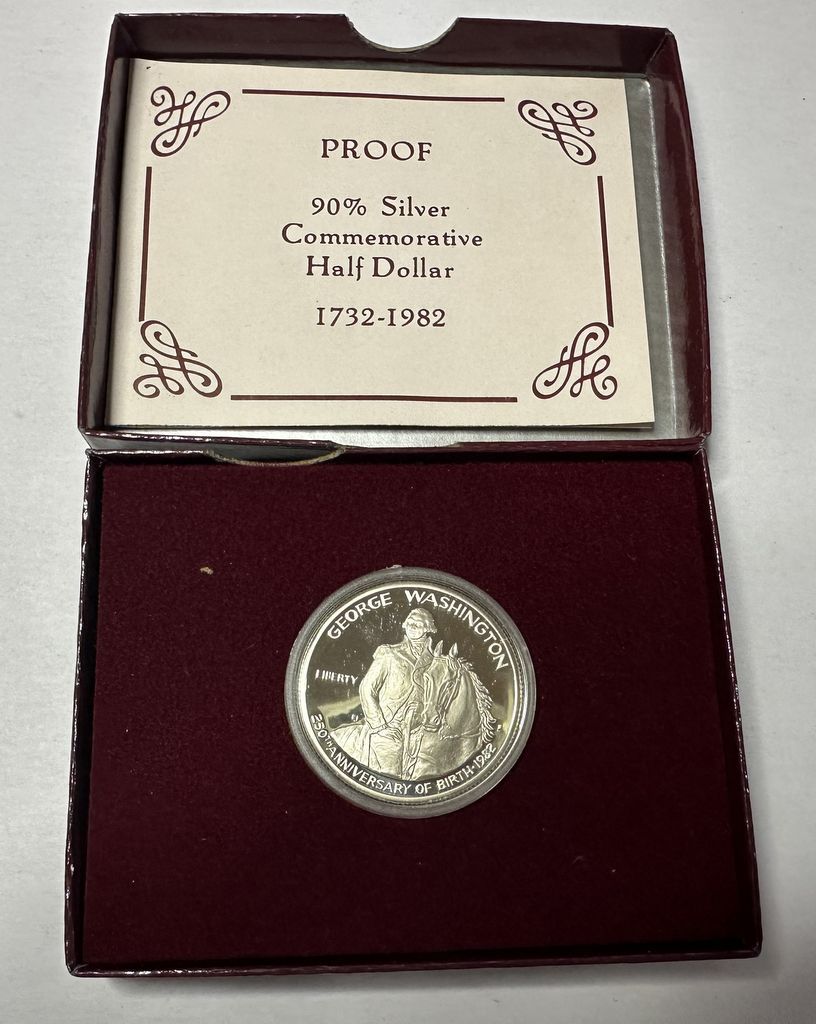 PROOF
90% Silver
Commemorative
Half Dollar
1732-1982
GEORGE WASHINGTON
LIBERTY
250TH ANNIVERSARY OF BIRTH·1982